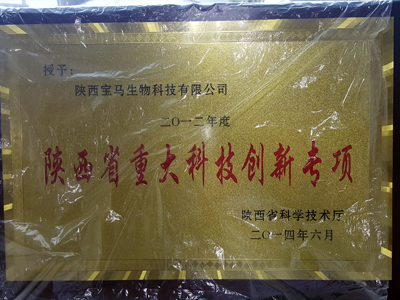 授予：
陕西宝马生物科技有限公司
二〇一二年度
陕西省重大科技创新专项
陕西省科学技术厅
二〇一四年六月